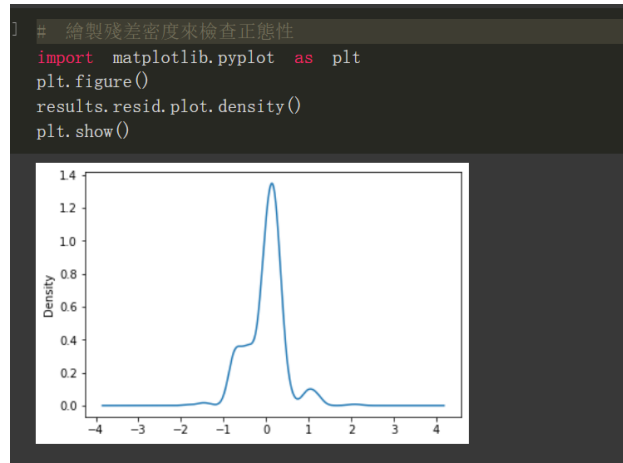 ] # 繪製殘差密度來檢查正態性
import matplotlib.pyplot as plt
plt.figure()
results.resid.plot.density()
plt.show()
1.4
1.2
1.0
0.8
0.6
0.4
0.2
0.0
Density
-4 -3 -2 -1 0 1 2 3 4